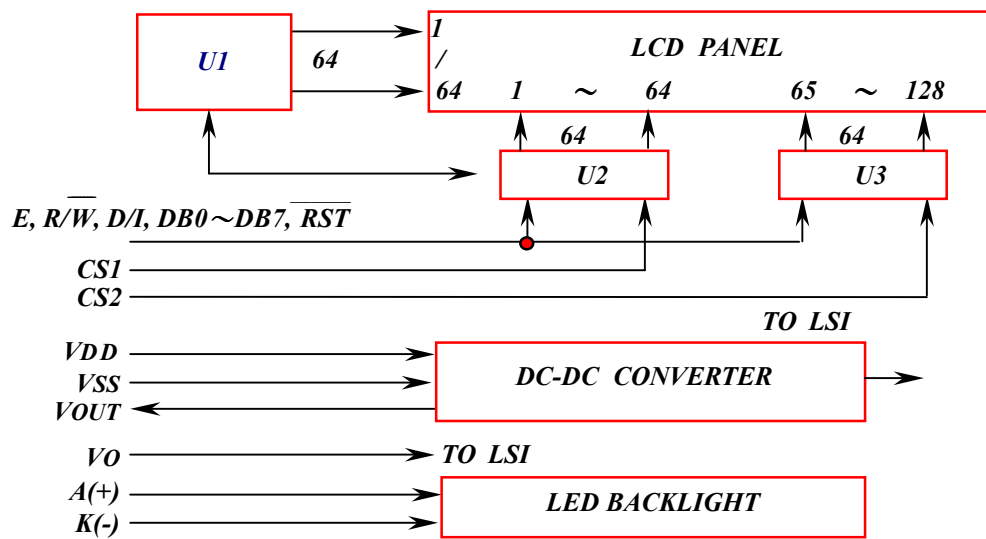 1
U1
64
LCD PANEL
/
64 1 ~ 64 65 ~ 128
64 64
U2 U3
E, R/W̅, D/I, DB0~DB7, R̅S̅T̅
CS1
CS2
TO LSI
VDD
DC-DC CONVERTER
VSS
VOUT
VO TO LSI
A(+)
LED BACKLIGHT
K(-)